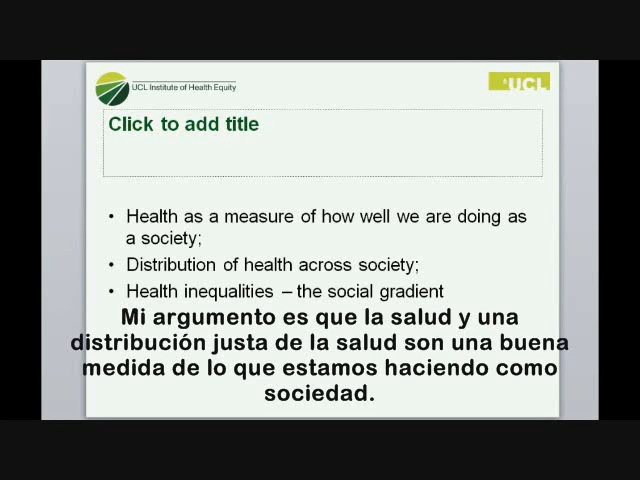 UCL Institute of Health Equity
UCL
Click to add title
• Health as a measure of how well we are doing as
a society;
• Distribution of health across society;
• Health inequalities – the social gradient
Mi argumento es que la salud y una
distribución justa de la salud son una buena
medida de lo que estamos haciendo como
sociedad.